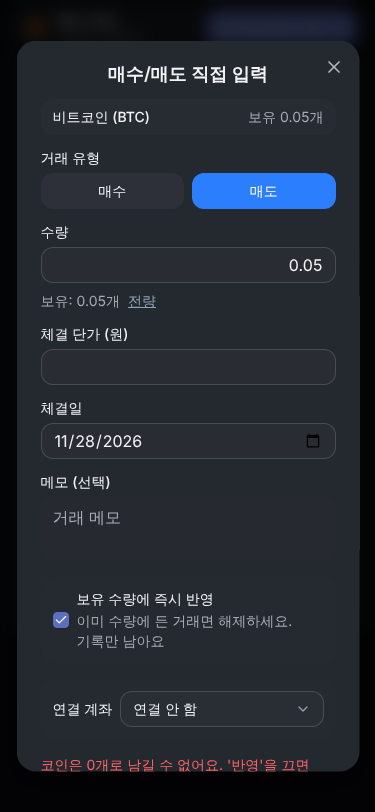 매수/매도 직접 입력
비트코인 (BTC) 보유 0.05개
거래 유형
매수 매도
수량
0.05
보유: 0.05개 전량
체결 단가 (원)
체결일
11/28/2026
메모 (선택)
거래 메모
보유 수량에 즉시 반영
이미 수량에 든 거래면 해제하세요.
기록만 남아요
연결 계좌 연결 안 함
코인은 0개로 남길 수 없어요. '반영'을 끄면